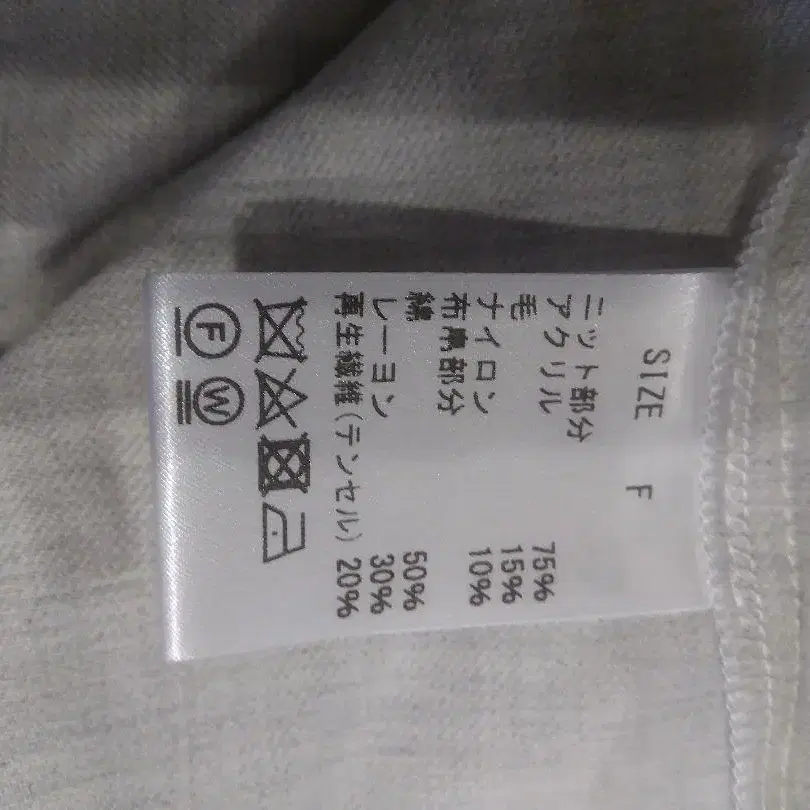 SIZE F
ニット部分
アクリル 75%
毛 15%
ナイロン 10%
布帛部分
綿 50%
レーヨン 30%
再生繊維(テンセル) 20%
F
W